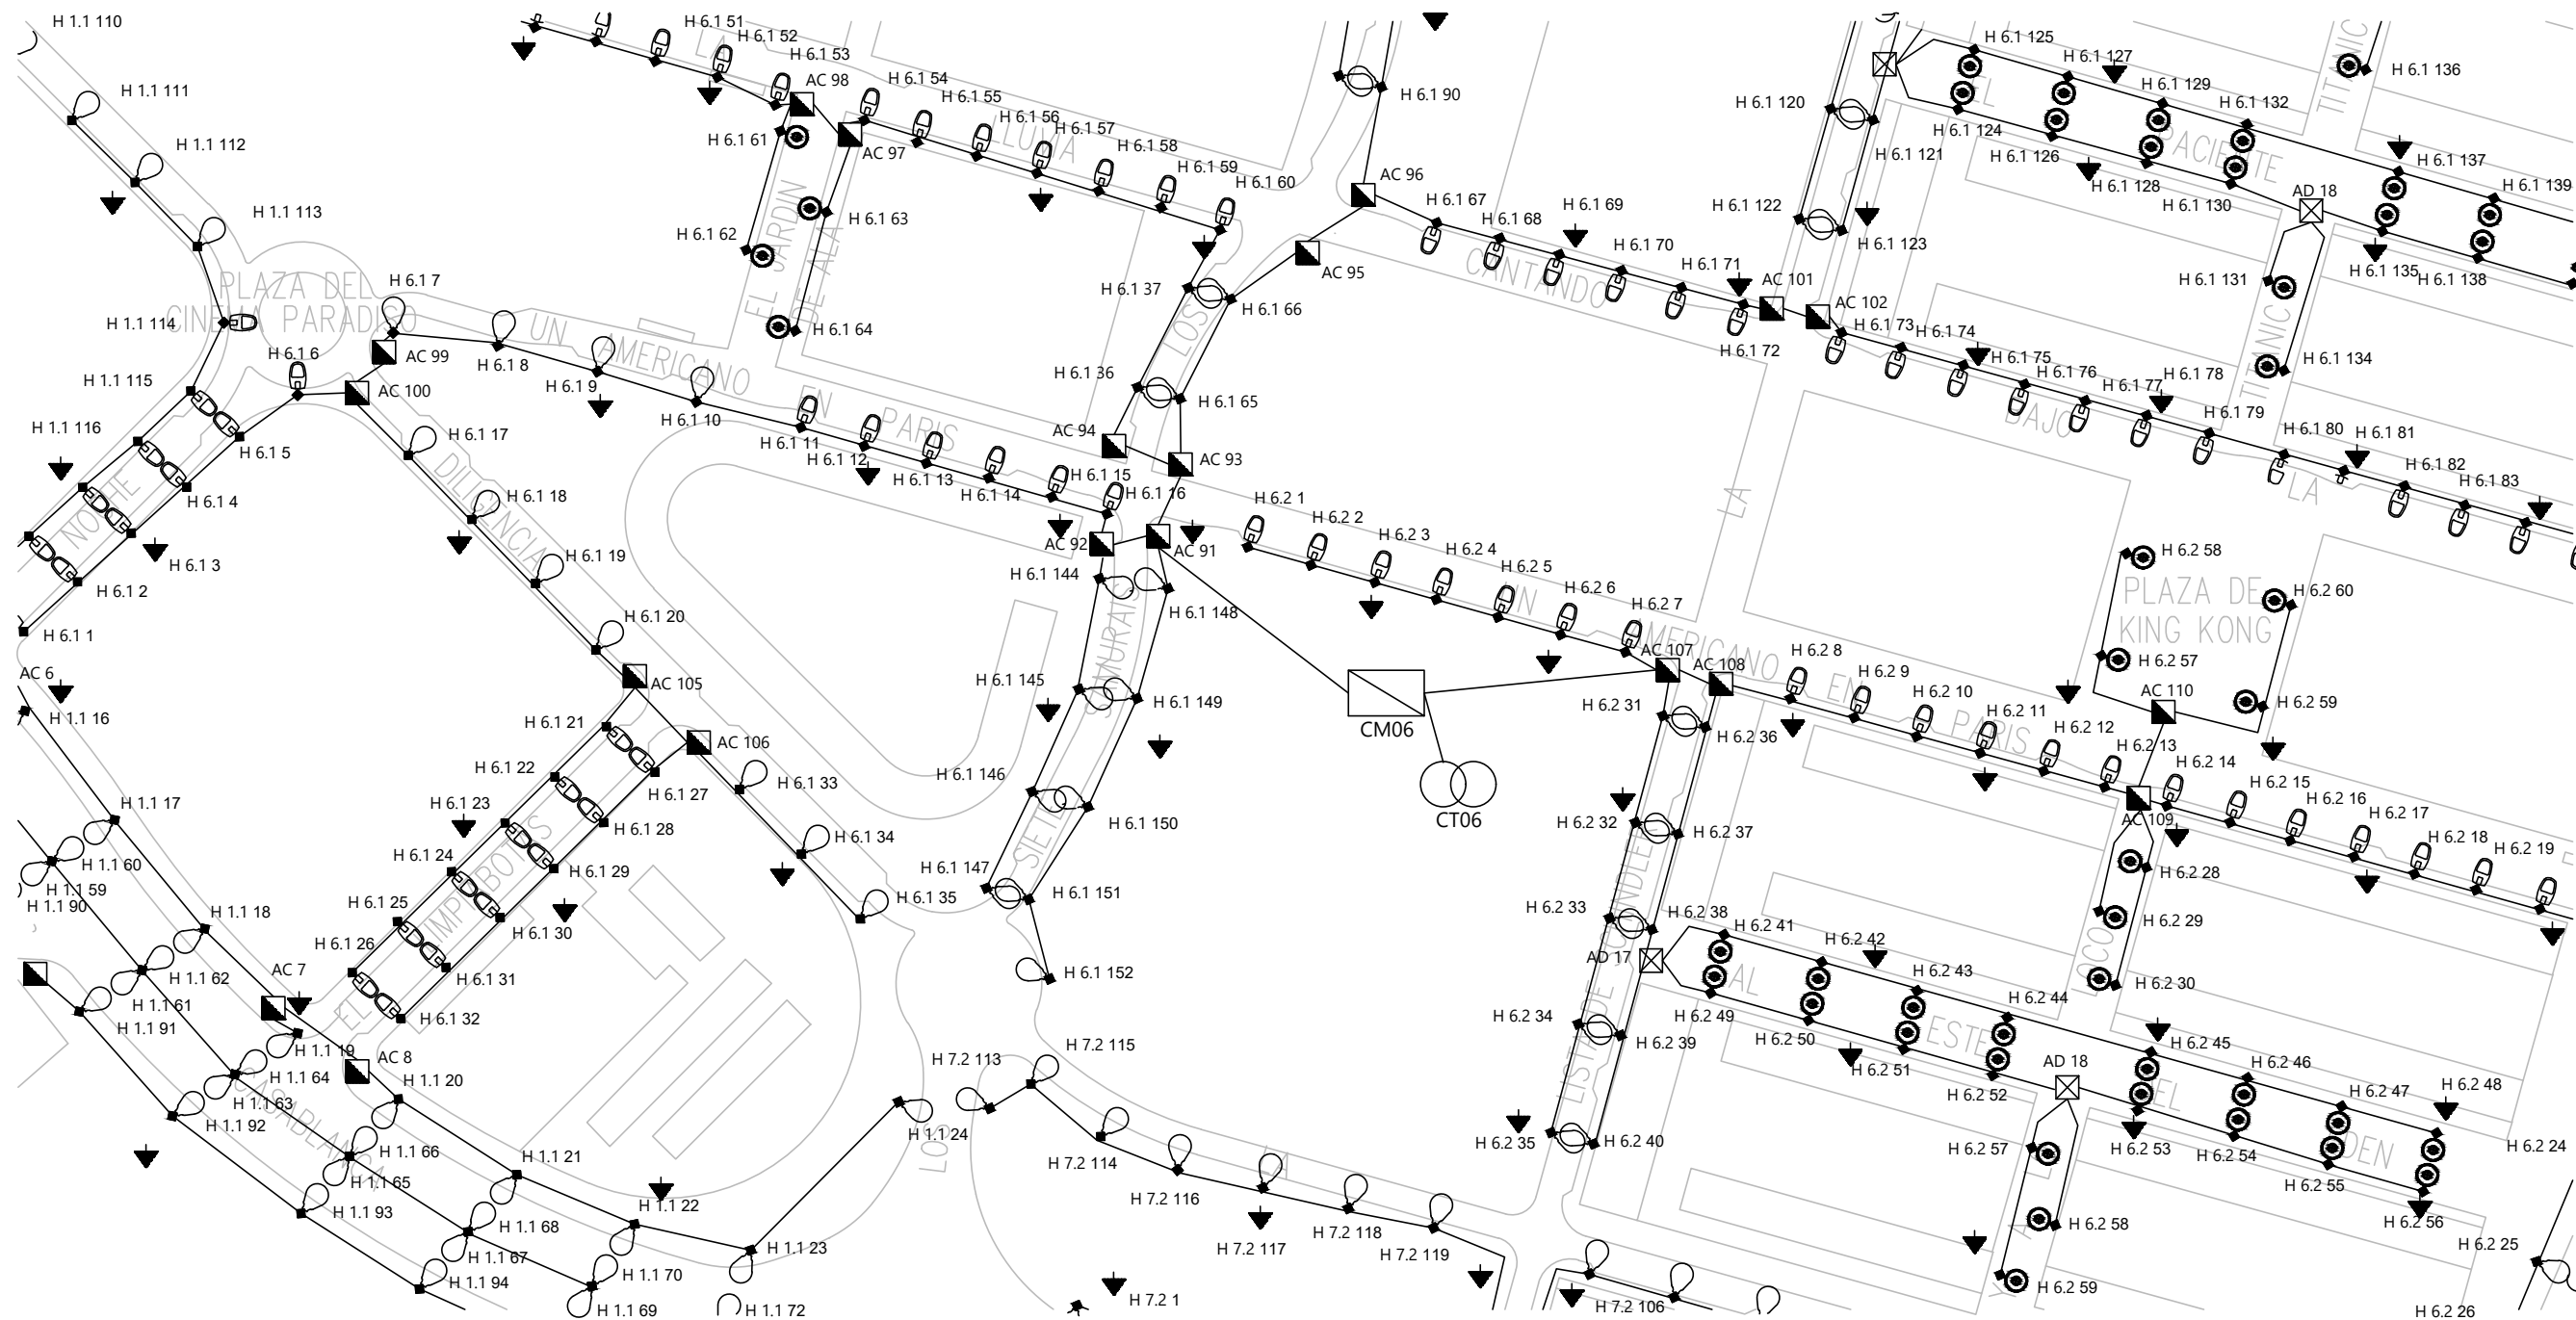 H 1.1 110
H 6.1 51
H 6.1 52
H 6.1 53
AC 98
H 6.1 54
H 6.1 55
H 6.1 56
H 6.1 57
H 6.1 58
H 6.1 59
H 6.1 60
H 6.1 90
H 6.1 120
H 6.1 125
H 6.1 127
H 6.1 129
H 6.1 132
H 6.1 136
TITANIC
H 1.1 111
H 1.1 112
H 1.1 113
H 6.1 61
AC 97
LA
LLUVIA
H 6.1 62
H 6.1 63
EL JARDIN
DE ALA
H 6.1 64
AC 96
AC 95
H 6.1 67
H 6.1 68
H 6.1 69
H 6.1 70
H 6.1 71
H 6.1 72
CANTANDO
AC 101
AC 102
H 6.1 121
H 6.1 122
H 6.1 123
EL
PACIENTE
H 6.1 124
H 6.1 126
H 6.1 128
H 6.1 130
AD 18
H 6.1 137
H 6.1 139
H 6.1 135
H 6.1 138
H 6.1 131
H 6.1 134
TITANIC
PLAZA DEL
CINEMA PARADISO
H 1.1 114
H 6.1 7
AC 99
H 6.1 6
AC 100
H 6.1 8
H 6.1 9
H 6.1 10
UN
AMERICANO
EN
PARIS
H 6.1 37
H 6.1 66
LOS
H 6.1 36
H 6.1 65
AC 94
AC 93
H 6.1 73
H 6.1 74
H 6.1 75
H 6.1 76
H 6.1 77
H 6.1 78
H 6.1 79
H 6.1 80
H 6.1 81
H 6.1 82
H 6.1 83
BAJO
LA
LA
H 1.1 115
H 1.1 116
H 6.1 5
H 6.1 4
H 6.1 3
H 6.1 2
H 6.1 1
NOCHE
H 6.1 17
H 6.1 18
H 6.1 19
H 6.1 20
DILIGENCIA
H 6.1 11
H 6.1 12
H 6.1 13
H 6.1 14
H 6.1 15
H 6.1 16
AC 92
AC 91
H 6.1 144
H 6.1 148
H 6.2 1
H 6.2 2
H 6.2 3
H 6.2 4
H 6.2 5
H 6.2 6
H 6.2 7
UN
AMERICANO
EN
PARIS
AC 107
AC 108
H 6.2 8
H 6.2 9
H 6.2 10
H 6.2 11
H 6.2 12
H 6.2 13
H 6.2 14
H 6.2 15
H 6.2 16
H 6.2 17
H 6.2 18
H 6.2 19
H 6.2 58
H 6.2 60
PLAZA DE
KING KONG
H 6.2 57
H 6.2 59
AC 110
AC 109
AC 6
H 1.1 16
AC 105
AC 106
H 6.1 21
H 6.1 22
H 6.1 23
H 6.1 24
H 6.1 25
H 6.1 26
H 6.1 27
H 6.1 28
H 6.1 29
H 6.1 30
H 6.1 31
H 6.1 32
H 6.1 33
H 6.1 34
H 6.1 35
EL
H 6.1 145
H 6.1 149
H 6.1 146
H 6.1 150
H 6.1 147
H 6.1 151
H 6.1 152
SIETE
SAMURAIS
CM06
CT06
H 6.2 31
H 6.2 36
H 6.2 32
H 6.2 37
H 6.2 33
H 6.2 38
H 6.2 34
H 6.2 39
H 6.2 35
H 6.2 40
AD 17
H 6.2 41
H 6.2 42
H 6.2 43
H 6.2 44
H 6.2 45
H 6.2 46
H 6.2 47
H 6.2 48
H 6.2 28
H 6.2 29
H 6.2 30
AL
ESTE
DEL
EDEN
H 6.2 49
H 6.2 50
H 6.2 51
H 6.2 52
AD 18
H 6.2 53
H 6.2 54
H 6.2 55
H 6.2 56
H 6.2 24
H 6.2 25
H 6.2 26
H 6.2 57
H 6.2 58
H 6.2 59
H 1.1 17
H 1.1 60
H 1.1 59
H 1.1 90
H 1.1 18
H 1.1 62
H 1.1 61
H 1.1 91
AC 7
H 1.1 19
AC 8
H 1.1 64
H 1.1 63
H 1.1 92
CASABLANCA
H 1.1 20
H 1.1 66
H 1.1 65
H 1.1 93
H 1.1 21
H 1.1 68
H 1.1 67
H 1.1 94
H 1.1 22
H 1.1 70
H 1.1 69
H 1.1 72
H 1.1 23
H 1.1 24
LOS
H 7.2 113
H 7.2 115
H 7.2 114
H 7.2 116
H 7.2 117
H 7.2 118
H 7.2 119
H 7.2 1
H 7.2 106